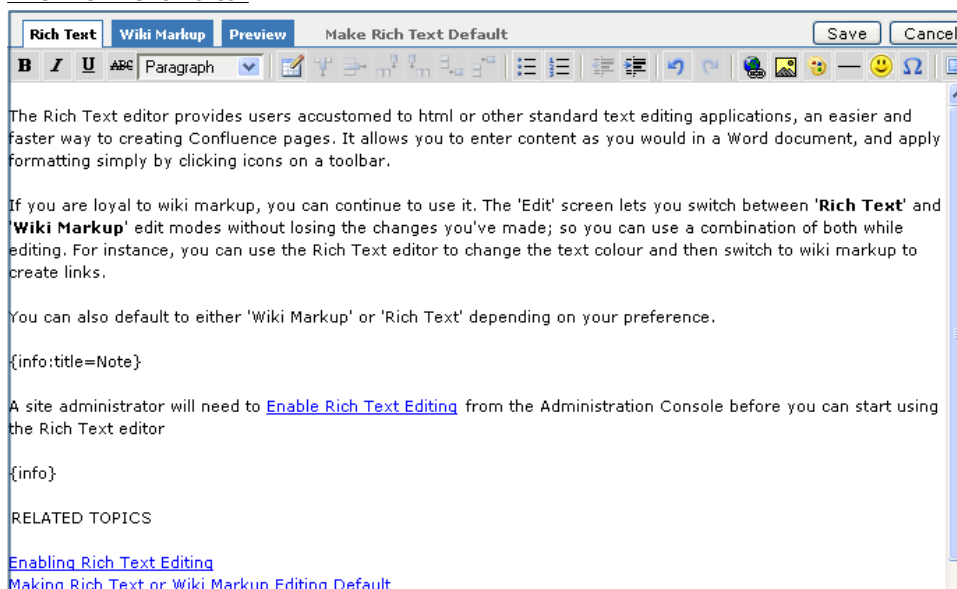 Rich Text Wiki Markup Preview Make Rich Text Default Save Cancel
B I U ABC Paragraph Ω
The Rich Text editor provides users accustomed to html or other standard text editing applications, an easier and
faster way to creating Confluence pages. It allows you to enter content as you would in a Word document, and apply
formatting simply by clicking icons on a toolbar.
If you are loyal to wiki markup, you can continue to use it. The 'Edit' screen lets you switch between 'Rich Text' and
'Wiki Markup' edit modes without losing the changes you've made; so you can use a combination of both while
editing. For instance, you can use the Rich Text editor to change the text colour and then switch to wiki markup to
create links.
You can also default to either 'Wiki Markup' or 'Rich Text' depending on your preference.
{info:title=Note}
A site administrator will need to Enable Rich Text Editing from the Administration Console before you can start using
the Rich Text editor
{info}
RELATED TOPICS
Enabling Rich Text Editing
Making Rich Text or Wiki Markup Editing Default